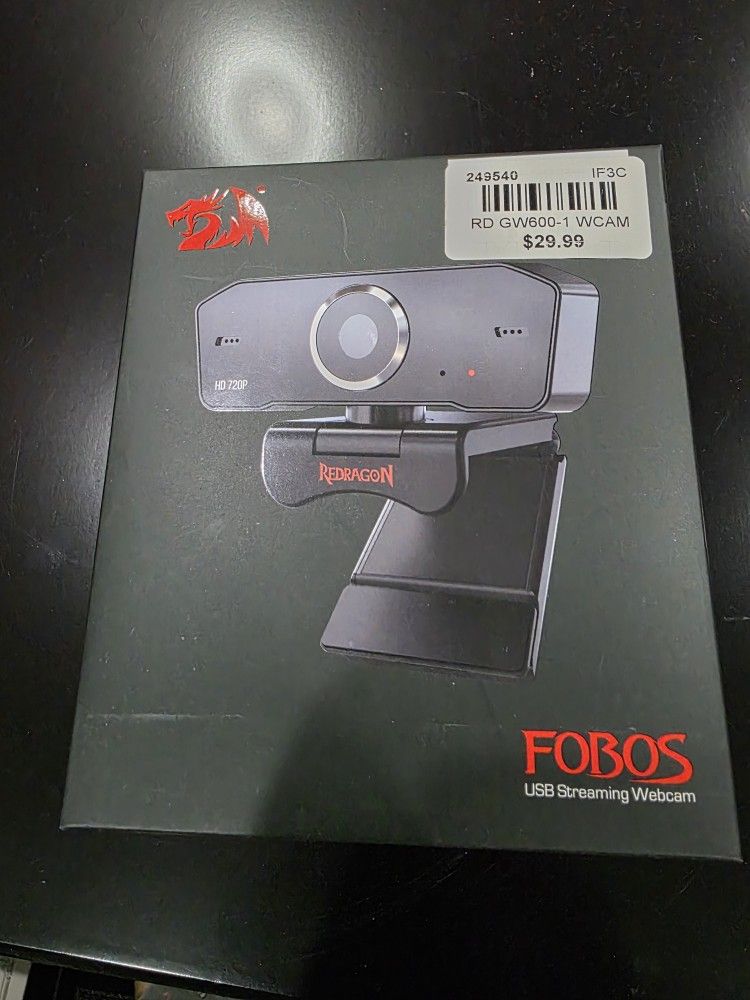 249540 IF3C
RD GW600-1 WCAM
$29.99
HD 720P
REDRAGON
FOBOS
USB Streaming Webcam